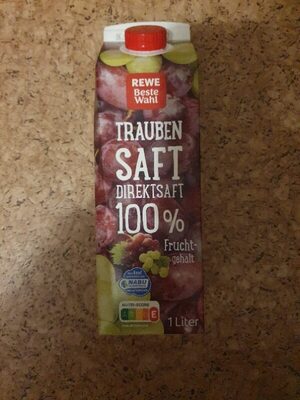 REWE
Beste
Wahl
TRAUBEN
SAFT
DIREKTSAFT
100 %
Frucht-
gehalt
NABU
NUTRI-SCORE
E
1 Liter